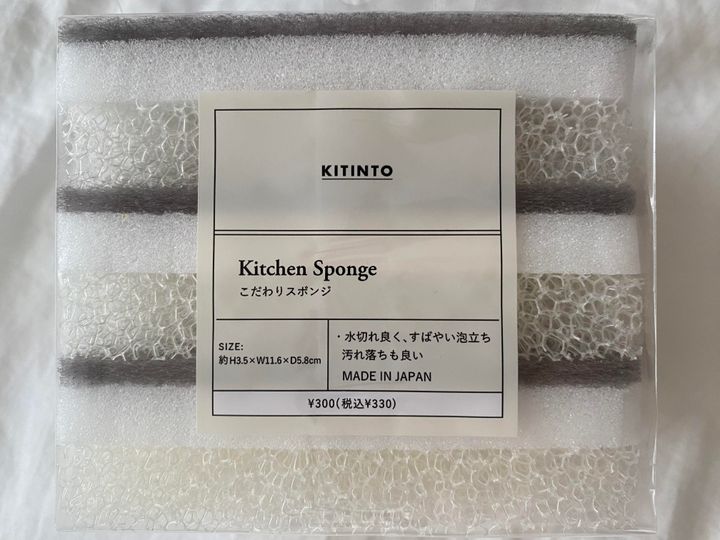 KITINTO
Kitchen Sponge
こだわりスポンジ
SIZE:
約H3.5×W11.6×D5.8cm
・水切れ良く、すばやい泡立ち
汚れ落ちも良い
MADE IN JAPAN
¥300(税込¥330)